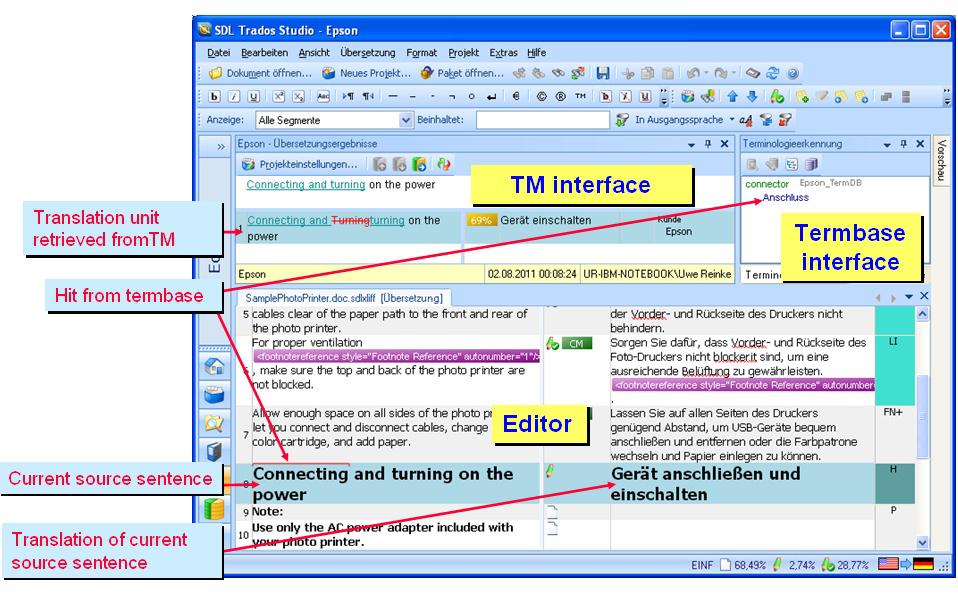 SDL Trados Studio - Epson
Datei Bearbeiten Ansicht Übersetzung Format Projekt Extras Hilfe
Dokument öffnen... Neues Projekt... Paket öffnen...
Anzeige: Alle Segmente Beinhaltet: In Ausgangssprache
Epson - Übersetzungsergebnisse
Projekteinstellungen...
Connecting and turning on the power
1 Connecting and Turningturning on the
power
69% Gerät einschalten
Kunde
Epson
Epson 02.08.2011 00:08:24 UR-IBM-NOTEBOOK\Uwe Reinke
TM interface
Terminologieerkennung
connector Epson_TermDB
Anschluss
Termbase
interface
Vorschau
Translation unit
retrieved fromTM
Hit from termbase
Current source sentence
Translation of current
source sentence
SamplePhotoPrinter.doc.sdlxliff [Übersetzung]
5 cables clear of the paper path to the front and rear of
the photo printer.
der Vorder- und Rückseite des Druckers nicht
behindern.
6 For proper ventilation
<footnotereference style="Footnote Reference" autonumber="1"/>
, make sure the top and back of the photo printer are
not blocked.
CM
Sorgen Sie dafür, dass Vorder- und Rückseite des
Foto-Druckers nicht blockerit sind, um eine
ausreichende Belüftung zu gewährleisten.
<footnotereference style="Footnote Reference" autonumber=
.
LI
7 Allow enough space on all sides of the photo
let you connect and disconnect cables, change
color cartridge, and add paper.
Editor
Lassen Sie auf allen Seiten des Druckers
genügend Abstand, um USB-Geräte bequem
anschließen und entfernen oder die Farbpatrone
wechseln und Papier einlegen zu können.
FN+
8 Connecting and turning on the
power
Gerät anschließen und
einschalten
H
9 Note:
P
10 Use only the AC power adapter included with
your photo printer.
EINF 68,49% 2,74% 28,77%